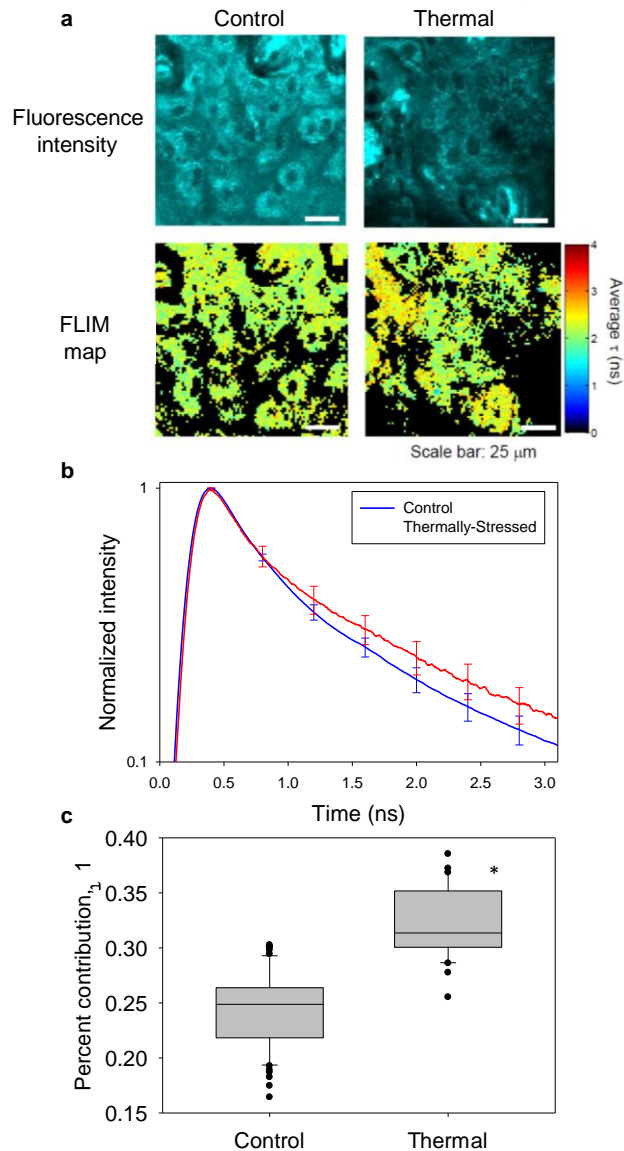 a
Control
Thermal
Fluorescence
intensity
FLIM
map
4
3
2
1
0
Average τ (ns)
Scale bar: 25 μm
b
1
0.1
Normalized intensity
Control
Thermally-Stressed
0.0
0.5
1.0
1.5
2.0
2.5
3.0
Time (ns)
c
0.40
0.35
0.30
0.25
0.20
0.15
Percent contribution, 1
*
Control
Thermal